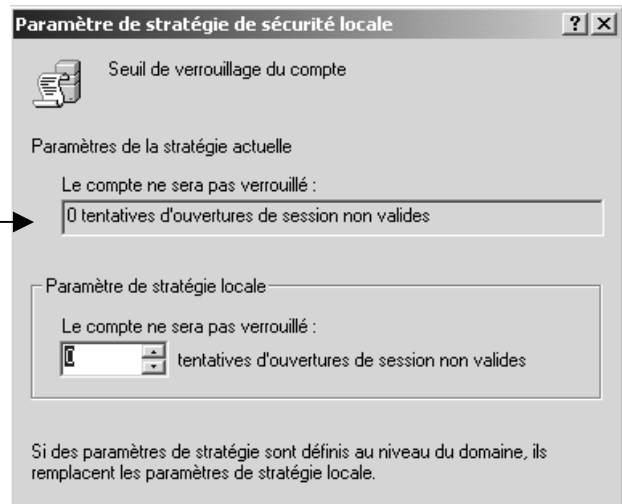 Paramètre de stratégie de sécurité locale
Seuil de verrouillage du compte
Paramètres de la stratégie actuelle
Le compte ne sera pas verrouillé :
0 tentatives d'ouvertures de session non valides
Paramètre de stratégie locale
Le compte ne sera pas verrouillé :
0 tentatives d'ouvertures de session non valides
Si des paramètres de stratégie sont définis au niveau du domaine, ils
remplacent les paramètres de stratégie locale.